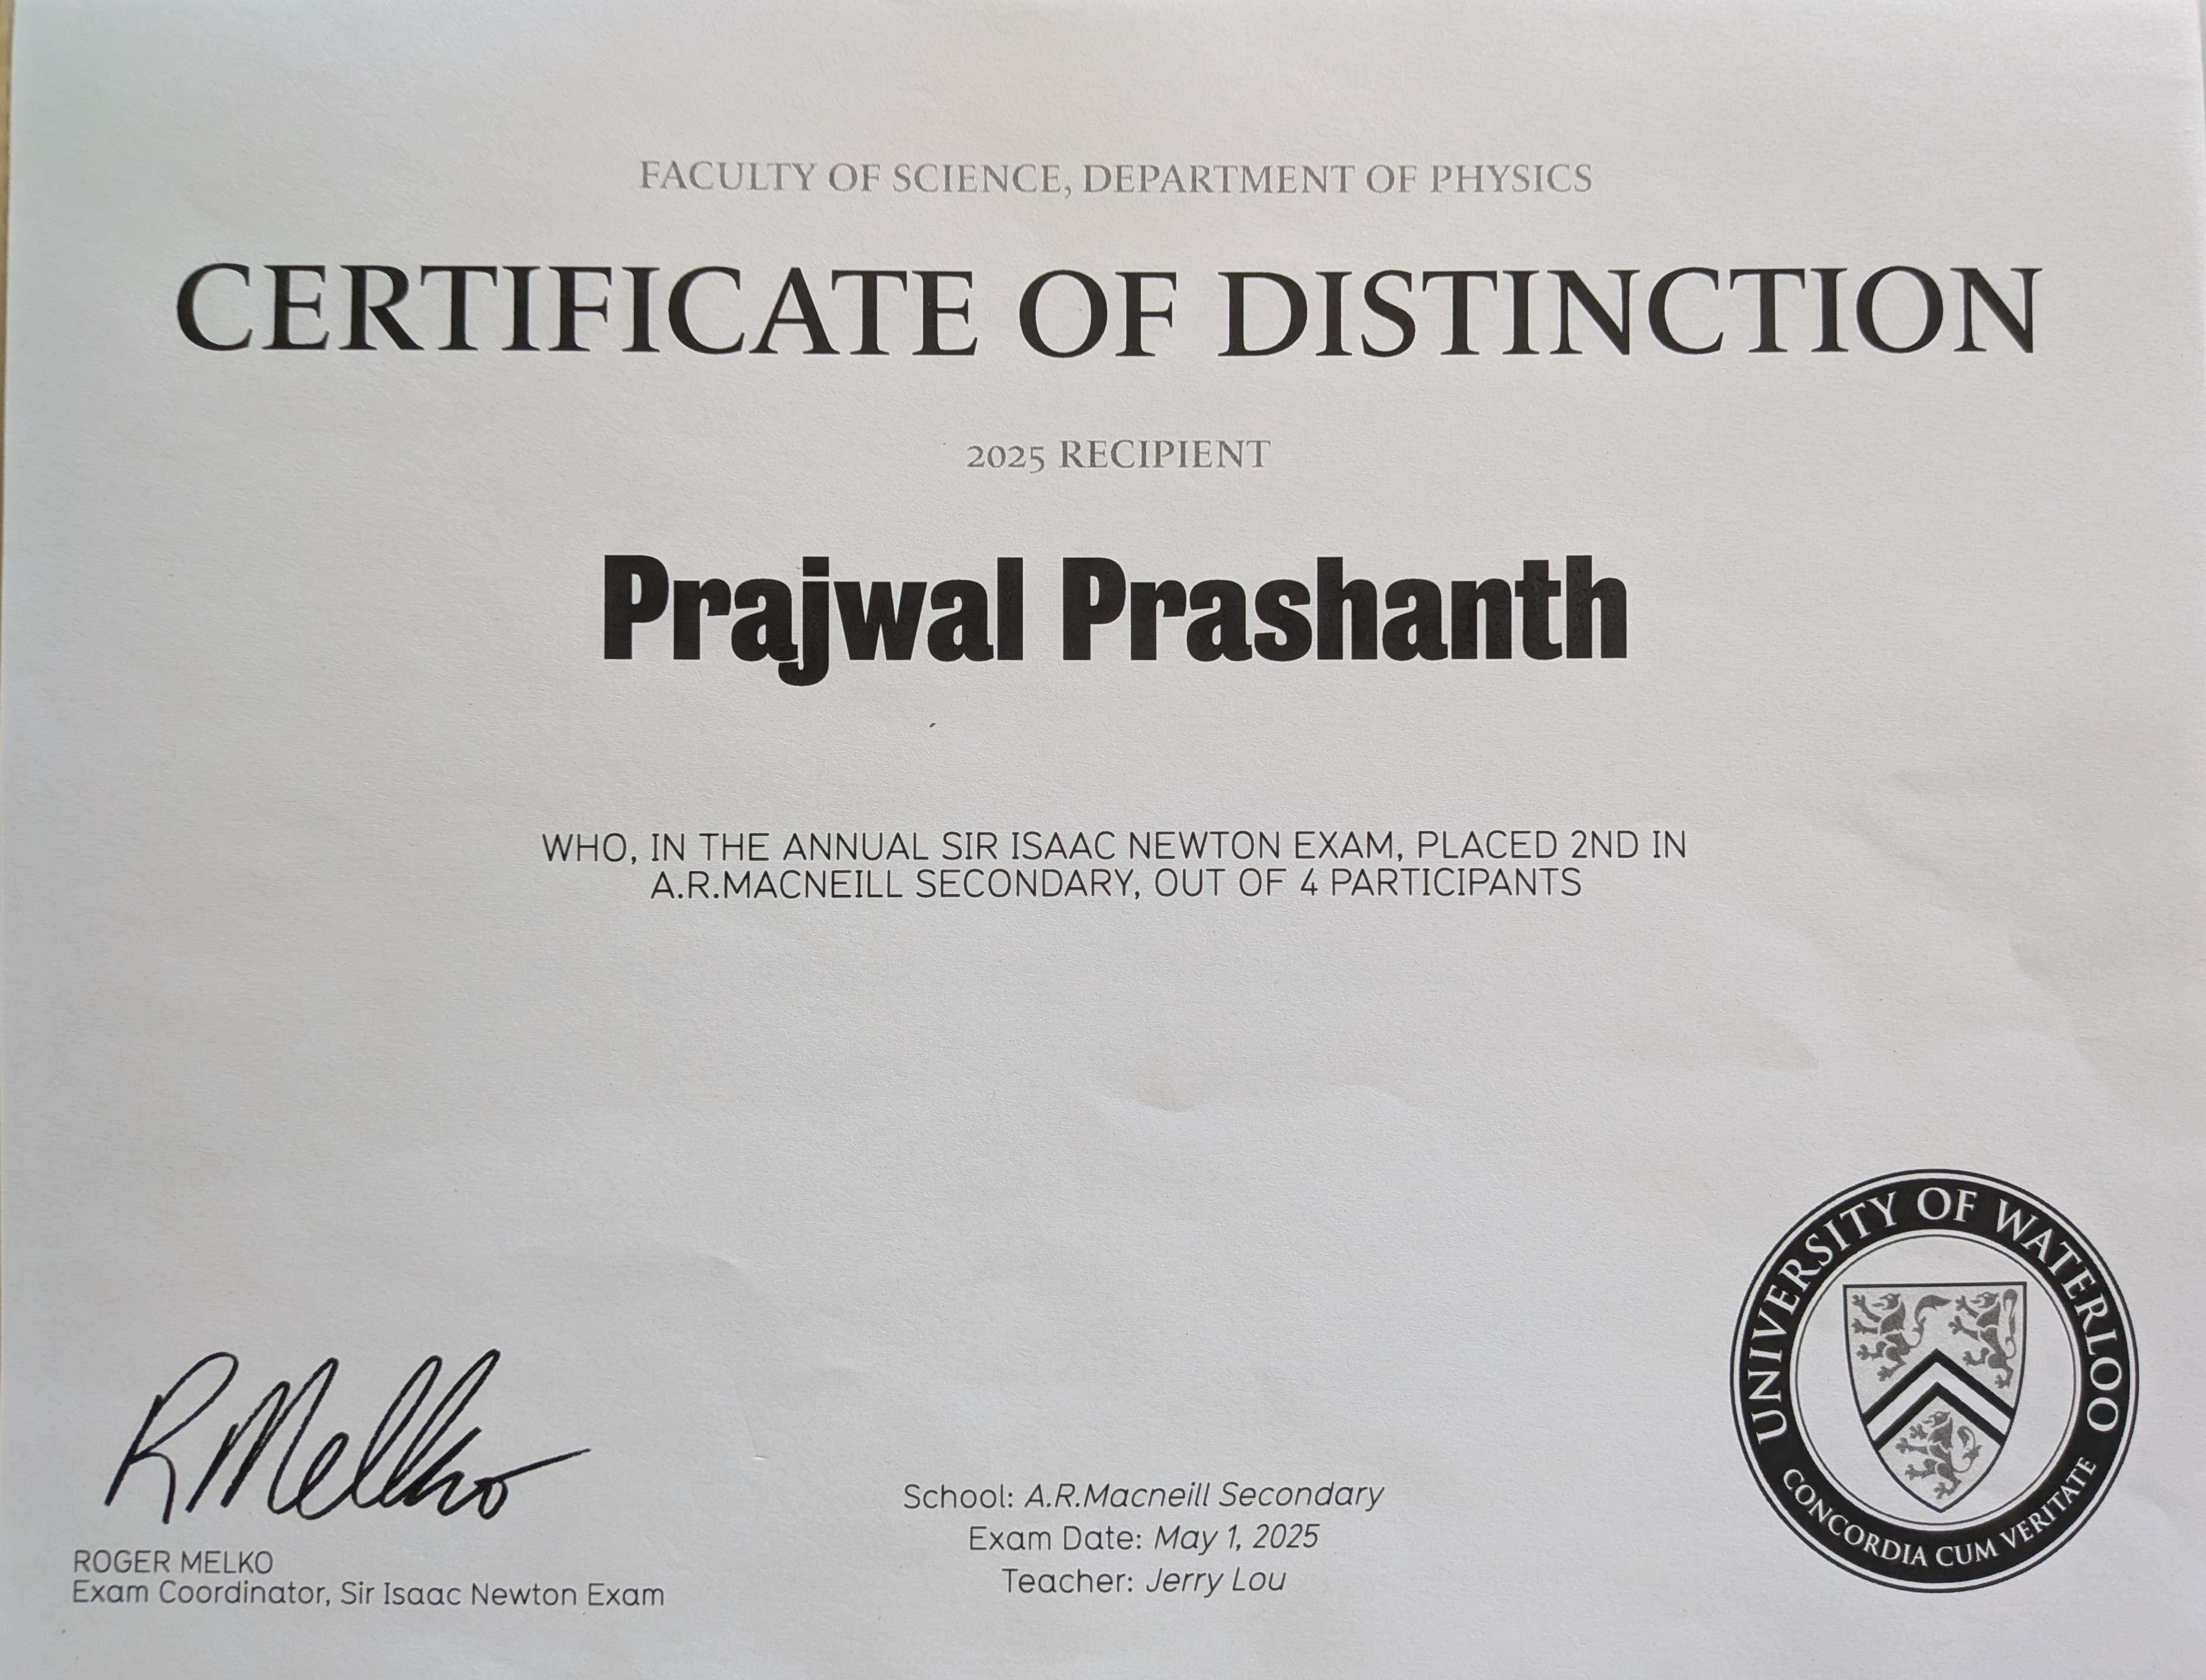 FACULTY OF SCIENCE, DEPARTMENT OF PHYSICS
CERTIFICATE OF DISTINCTION
2025 RECIPIENT
Prajwal Prashanth
WHO, IN THE ANNUAL SIR ISAAC NEWTON EXAM, PLACED 2ND IN
A.R.MACNEILL SECONDARY, OUT OF 4 PARTICIPANTS
R Melko
ROGER MELKO
Exam Coordinator, Sir Isaac Newton Exam
School: A.R.Macneill Secondary
Exam Date: May 1, 2025
Teacher: Jerry Lou
UNIVERSITY OF WATERLOO
CONCORDIA CUM VERITATE